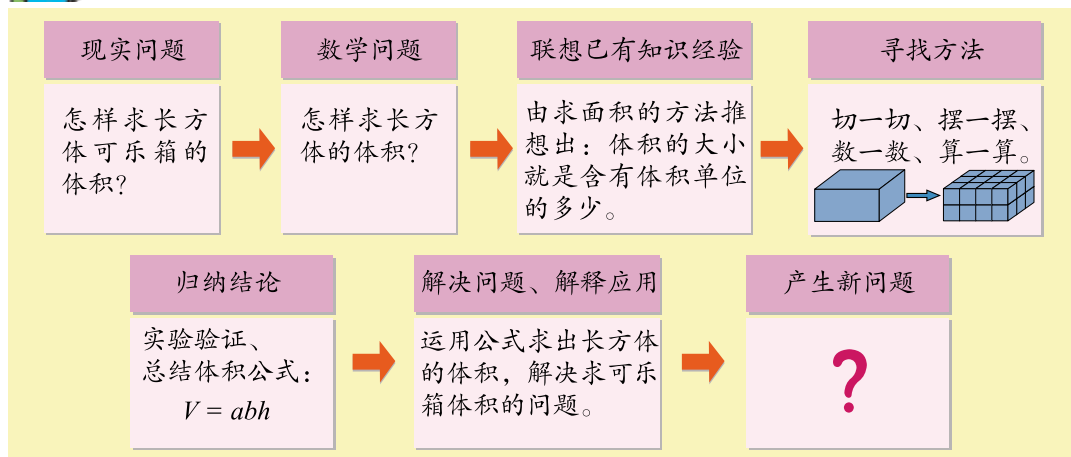 现实问题
怎样求长方
体可乐箱的
体积？
数学问题
怎样求长方
体的体积？
联想已有知识经验
由求面积的方法推
想出：体积的大小
就是含有体积单位
的多少。
寻找方法
切一切、摆一摆、
数一数、算一算。
归纳结论
实验验证、
总结体积公式：
V = abh
解决问题、解释应用
运用公式求出长方体
的体积，解决求可乐
箱体积的问题。
产生新问题
？